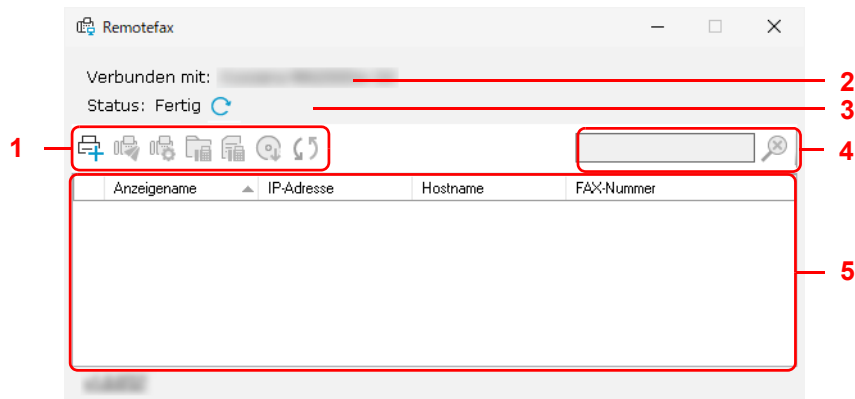 Remotefax
Verbunden mit:
2
Status: Fertig
3
1
4
Anzeigename IP-Adresse Hostname FAX-Nummer
5